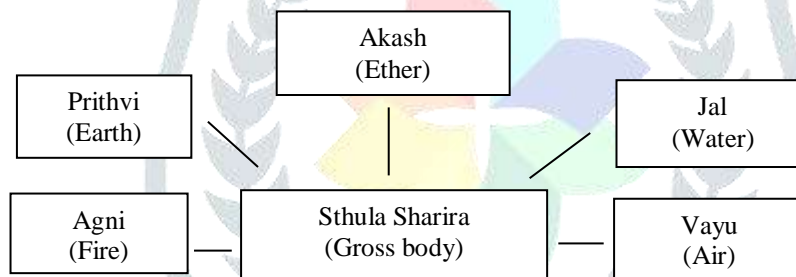 Akash
(Ether)
Prithvi
(Earth)
Jal
(Water)
Agni
(Fire)
Sthula Sharira
(Gross body)
Vayu
(Air)